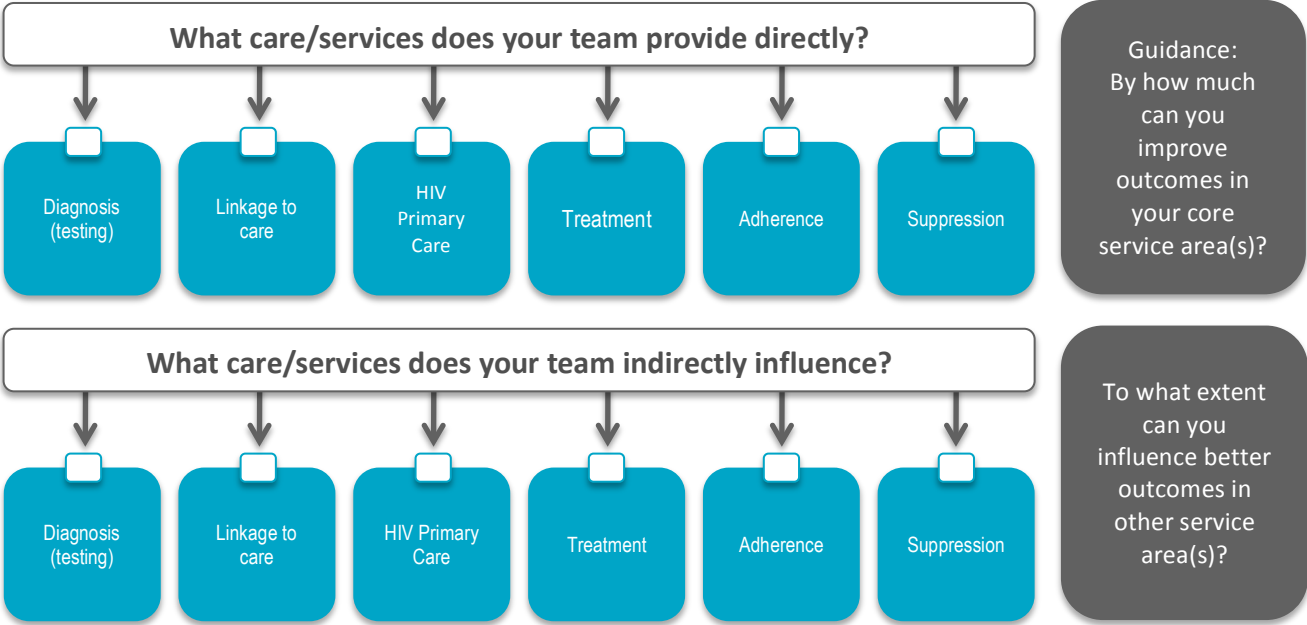 What care/services does your team provide directly?
Diagnosis
(testing)
Linkage to
care
HIV
Primary
Care
Treatment
Adherence
Suppression
Guidance:
By how much
can you
improve
outcomes in
your core
service area(s)?
What care/services does your team indirectly influence?
Diagnosis
(testing)
Linkage to
care
HIV Primary
Care
Treatment
Adherence
Suppression
To what extent
can you
influence better
outcomes in
other service
area(s)?